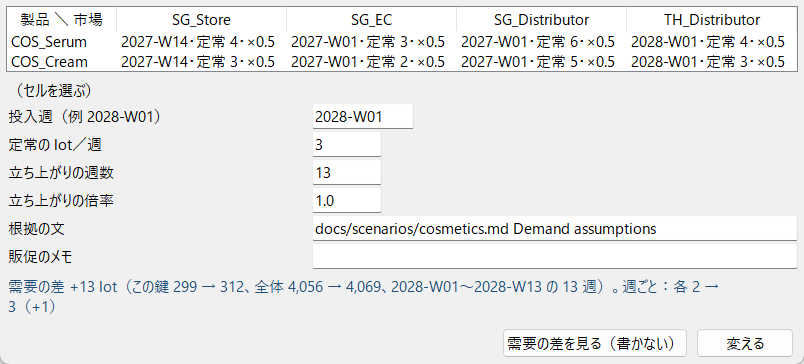 製品 ＼ 市場 SG_Store SG_EC SG_Distributor TH_Distributor
COS_Serum 2027-W14・定常 4・×0.5 2027-W01・定常 3・×0.5 2027-W01・定常 6・×0.5 2028-W01・定常 4・×0.5
COS_Cream 2027-W14・定常 3・×0.5 2027-W01・定常 2・×0.5 2027-W01・定常 5・×0.5 2028-W01・定常 3・×0.5
（セルを選ぶ）
投入週（例 2028-W01） 2028-W01
定常の lot／週 3
立ち上がりの週数 13
立ち上がりの倍率 1.0
根拠の文 docs/scenarios/cosmetics.md Demand assumptions
販促のメモ
需要の差 +13 lot（この鍵 299 → 312、全体 4,056 → 4,069、2028-W01～2028-W13 の 13 週）。週ごと： 各 2 →
3（+1）
需要の差を見る（書かない） 変える